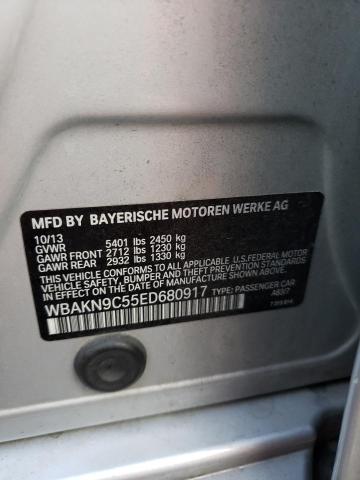 MFD BY BAYERISCHE MOTOREN WERKE AG
10/13
GVWR 5401 lbs 2450 kg
GAWR FRONT 2712 lbs 1230 kg
GAWR REAR 2932 lbs 1330 kg
THIS VEHICLE CONFORMS TO ALL APPLICABLE U.S.FEDERAL MOTOR
VEHICLE SAFETY, BUMPER, AND THEFT PREVENTION STANDARDS
IN EFFECT ON THE DATE OF MANUFACTURE SHOWN ABOVE.
WBAKN9C55ED680917 TYPE: PASSENGER CAR